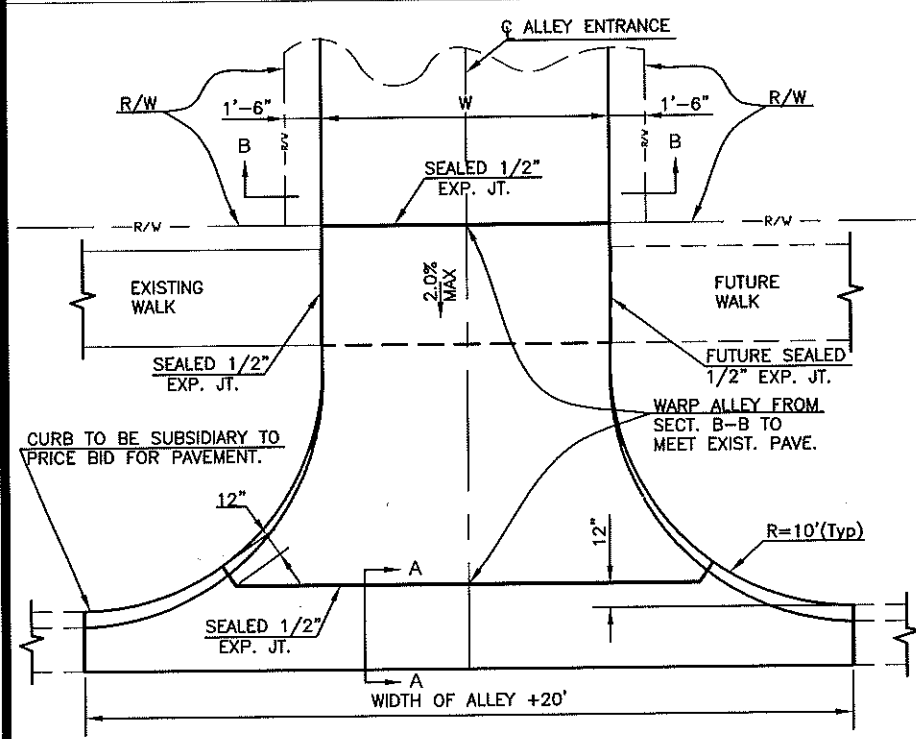 ℄ ALLEY ENTRANCE
R/W
1'-6"
W
1'-6"
R/W
R/W
R/W
B
B
SEALED 1/2"
EXP. JT.
R/W
R/W
EXISTING
WALK
2.0%
MAX
FUTURE
WALK
SEALED 1/2"
EXP. JT.
FUTURE SEALED
1/2" EXP. JT.
WARP ALLEY FROM
SECT. B-B TO
MEET EXIST. PAVE.
CURB TO BE SUBSIDIARY TO
PRICE BID FOR PAVEMENT.
12"
12"
R=10'(Typ)
A
SEALED 1/2"
EXP. JT.
A
WIDTH OF ALLEY +20'